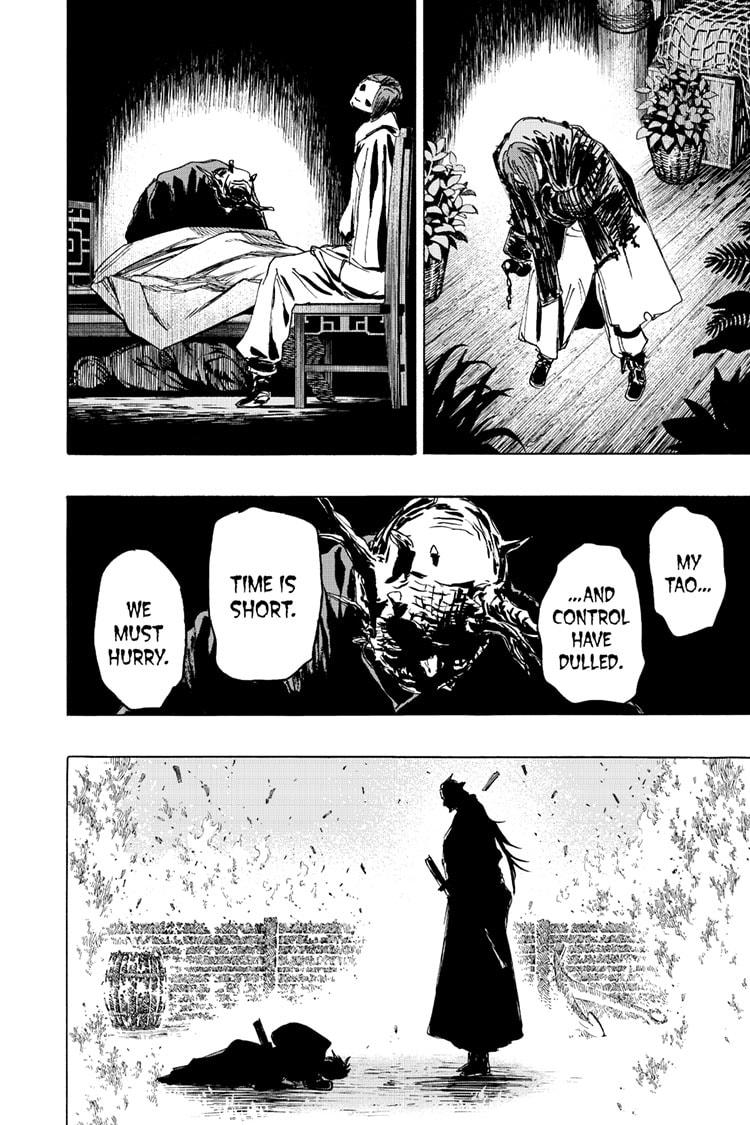 MY
TAO...
...AND
CONTROL
HAVE
DULLED.
TIME IS
SHORT.
WE
MUST
HURRY.